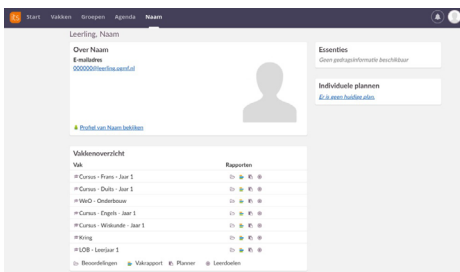 Start Vakken Groepen Agenda Naam
Leerling, Naam
Over Naam
E-mailadres
000000@leerling.ugmf.nl
Profiel van Naam bekijken
Essenties
Geen gedragsinformatie beschikbaar
Individuele plannen
Er is geen huidige plan.
Vakkenoverzicht
Vak Rapporten
Cursus - Frans - Jaar 1
Cursus - Duits - Jaar 1
WeO - Onderbouw
Cursus - Engels - Jaar 1
Cursus - Wiskunde - Jaar 1
Kring
LOB - Leerjaar 1
Beoordelingen Vakrapport Planner Leerdoelen